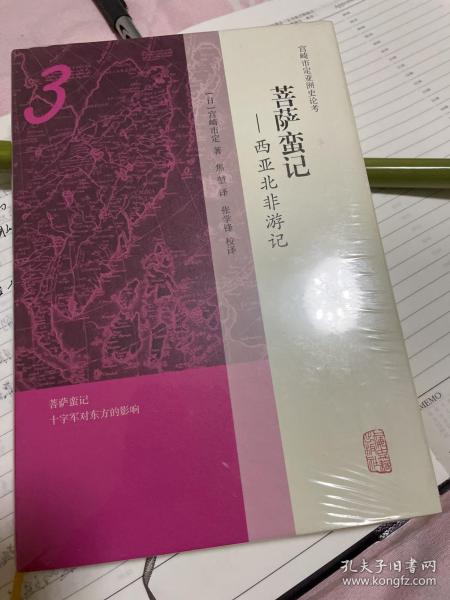 3
宫崎市定亚洲史论考
菩萨蛮记
——西亚北非游记
[日]宫崎市定 著 焦堃 译 张学锋 校译
菩萨蛮记
十字军对东方的影响
MEMO
孔夫子旧书网
www.kongfz.com